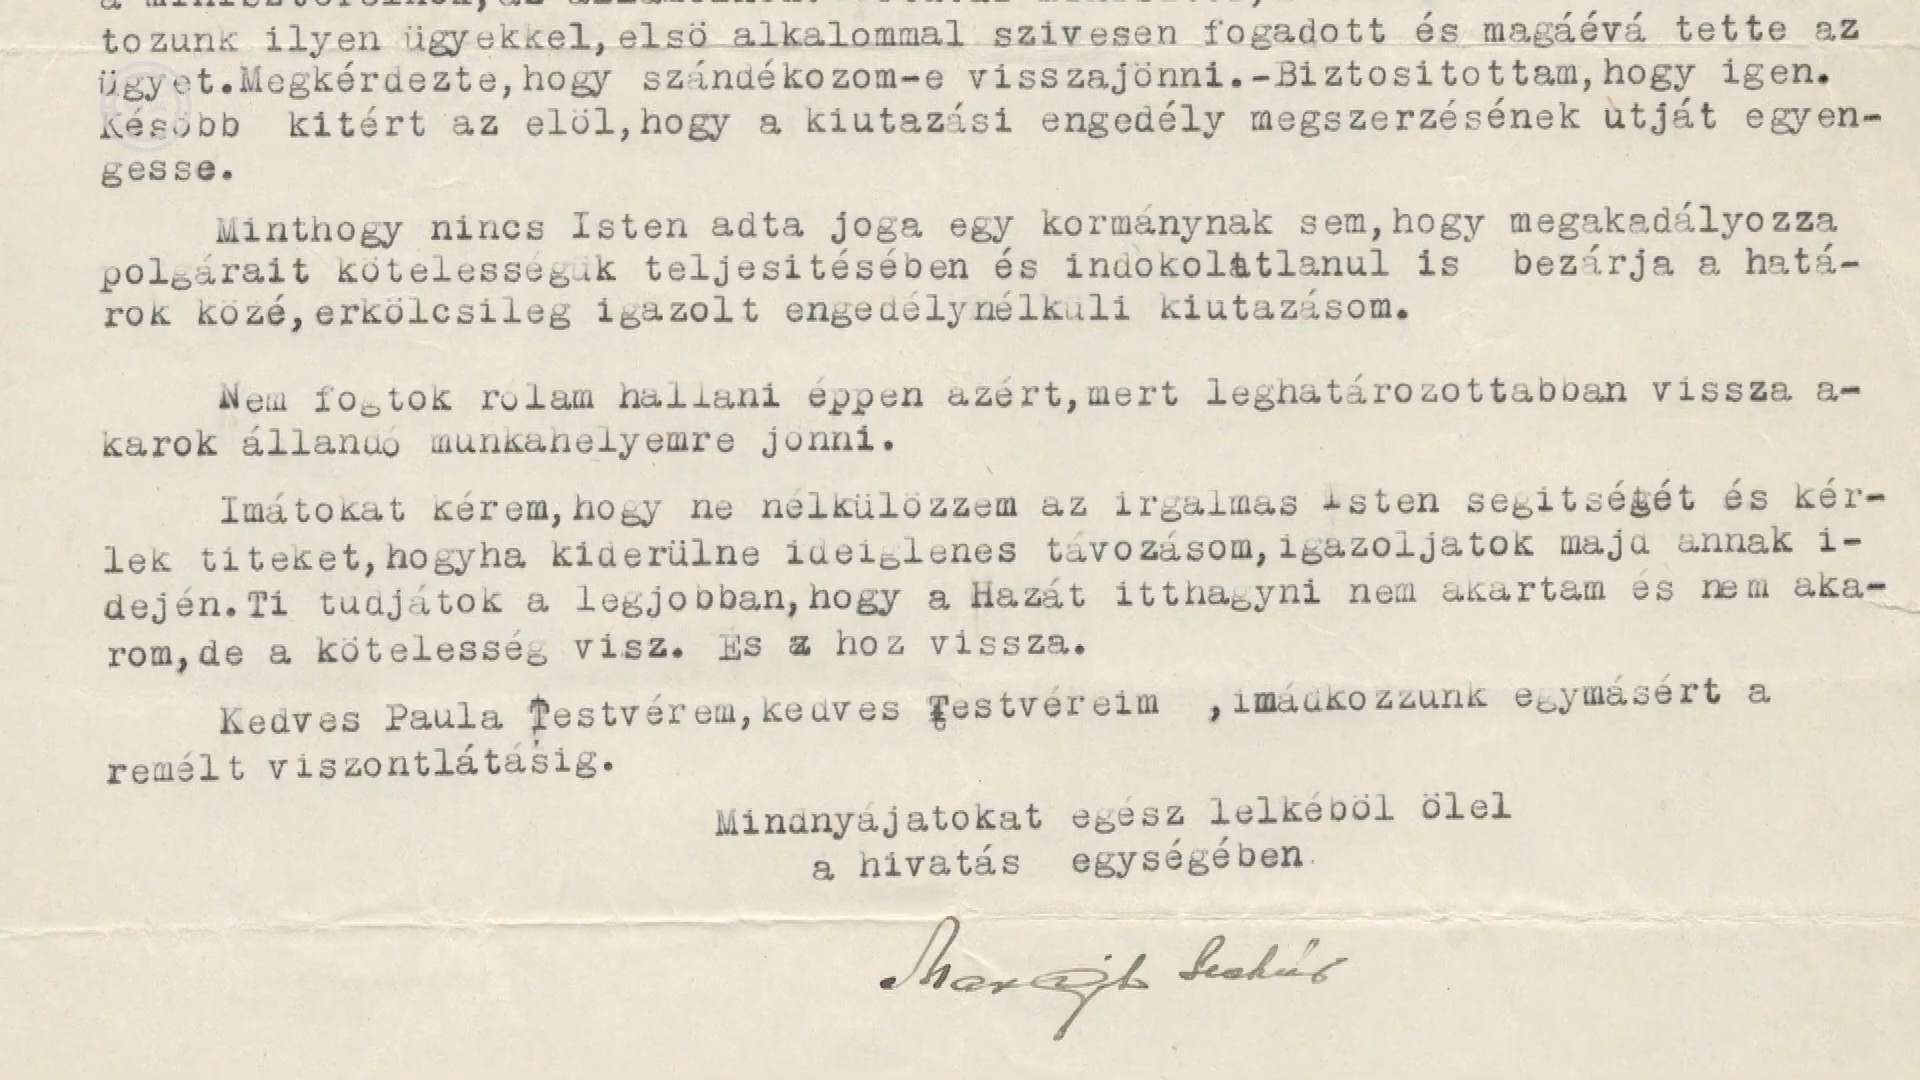 tozunk ilyen ügyekkel,elsö alkalommal szivesen fogadott és magáévá tette az
ügyet.Megkérdezte,hogy szándékozom-e visszajönni.-Biztositottam,hogy igen.
Késöbb kitért az elöl,hogy a kiutazási engedély megszerzésének utját egyen-
gesse.
Minthogy nincs Isten adta joga egy kormánynak sem,hogy megakadályozza
polgárait kötelességük teljesitésében és indokolatlanul is bezárja a hatá-
rok közé,erkölcsileg igazolt engedélynélküli kiutazásom.
Nem fogtok rolam hallani éppen azért,mert leghatározottabban vissza a-
karok állandó munkahelyemre jönni.
Imátokat kérem,hogy ne nélkülözzem az irgalmas Isten segitségét és kér-
lek titeket,hogyha kiderülne ideiglenes távozásom,igazoljatok majd annak i-
dején.Ti tudjátok a legjobban,hogy a Hazát itthagyni nem akartam és nem aka-
rom,de a kötelesség visz. Es z hoz vissza.
Kedves Paula Testvérem,kedves Testvéreim ,imádkozzunk egymásért a
remélt viszontlátásig.
Mindnyájatokat egész lelkéböl ölel
a hivatás egységében.